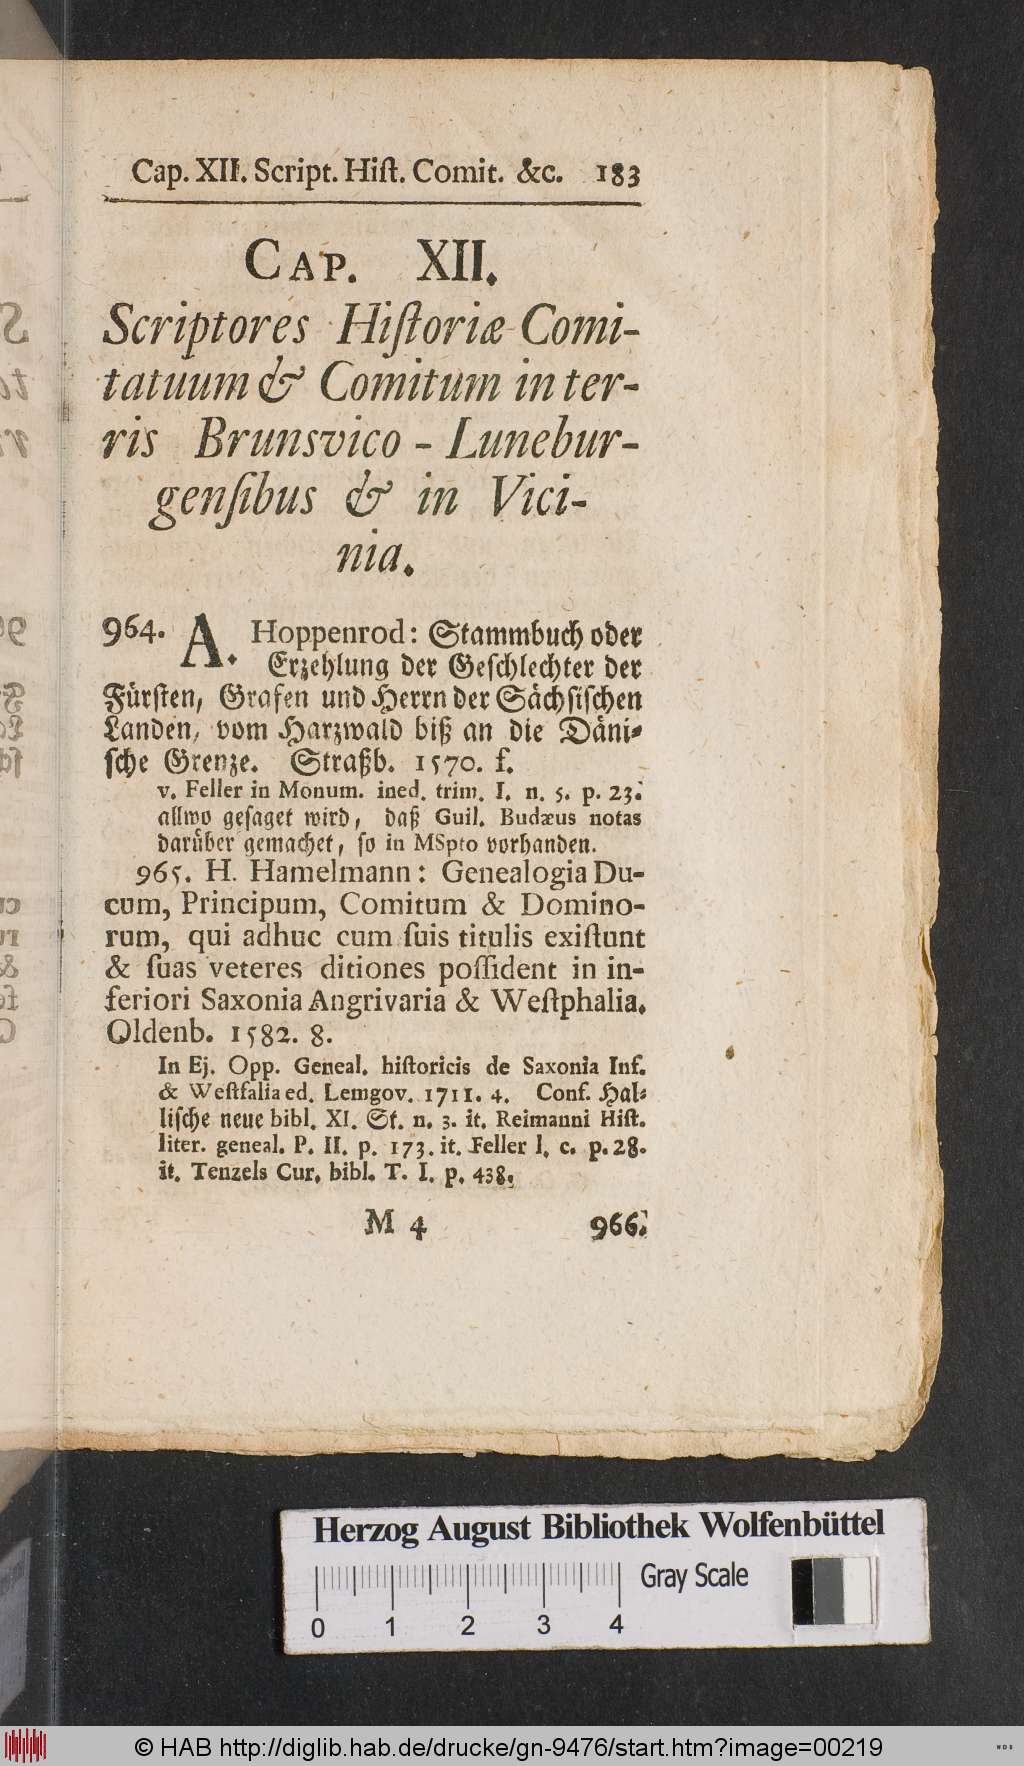 Cap. XII. Script. Hiſt. Comit. &c. 183
CAP. XII.
Scriptores Hiſtoriæ Comi-
tatuum & Comitum in ter-
ris Brunsvico - Lunebur-
genſibus & in Vici-
nia.
964. A. Hoppenrod: Stammbuch oder
Erzehlung der Geſchlechter der
Fürſten, Grafen und Herrn der Sächſiſchen
Landen, vom Harzwald biß an die Däni-
ſche Grenze. Straßb. 1570. f.
v. Feller in Monum. ined. trim. I. n. 5. p. 23.
allwo geſaget wird, daß Guil. Budæus notas
darüber gemachet, ſo in MSpto vorhanden.
965. H. Hamelmann: Genealogia Du-
cum, Principum, Comitum & Domino-
rum, qui adhuc cum ſuis titulis exiſtunt
& ſuas veteres ditiones poſſident in in-
feriori Saxonia Angrivaria & Weſtphalia.
Oldenb. 1582. 8.
In Ej. Opp. Geneal. hiſtoricis de Saxonia Inf.
& Weſtfalia ed. Lemgov. 1711. 4. Conf. Hal-
liſche neue bibl. XI. St. n. 3. it. Reimanni Hiſt.
liter. geneal. P. II. p. 173. it. Feller l. c. p. 28.
it. Tenzels Cur. bibl. T. I. p. 438.
M 4 966.
Herzog August Bibliothek Wolfenbüttel
Gray Scale
0 1 2 3 4
© HAB http://diglib.hab.de/drucke/gn-9476/start.htm?image=00219